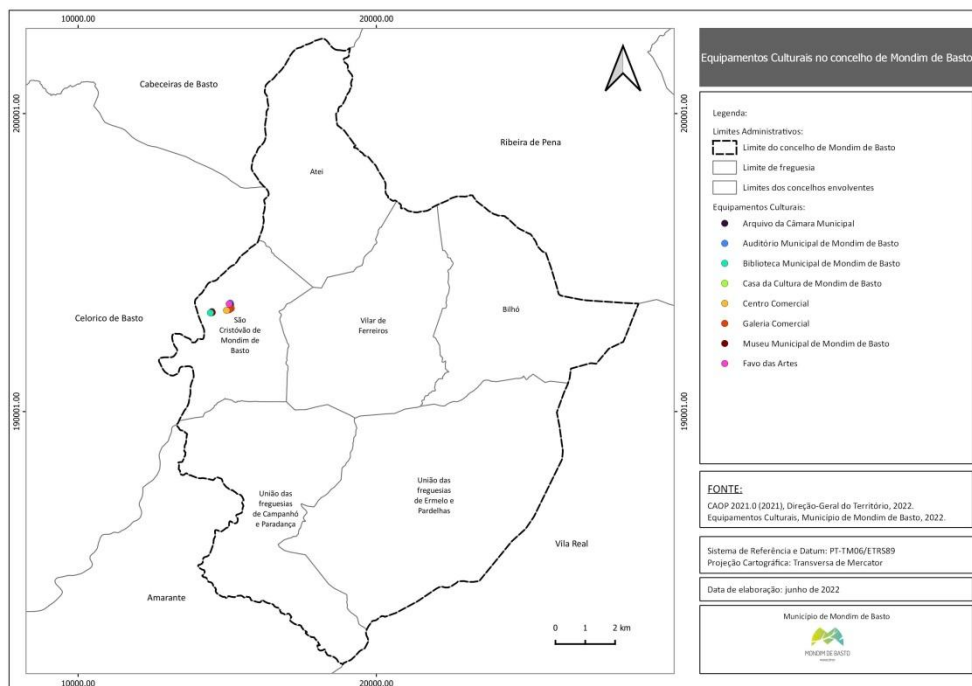 10000.00
20000.00
Equipamentos Culturais no concelho de Mondim de Basto
Cabeceiras de Basto
200001.00
200001.00
Ribeira de Pena
Atei
Celorico de Basto
São
Cristóvão de
Mondim de
Basto
Vilar de
Ferreiros
Bilhó
190001.00
190001.00
União das
freguesias
de Campanhó
e Paradança
União das
freguesias
de Ermelo e
Pardelhas
Vila Real
Amarante
0 1 2 km
10000.00
20000.00
Legenda:
Limites Administrativos:
Limite do concelho de Mondim de Basto
Limite de freguesia
Limites dos concelhos envolventes
Equipamentos Culturais:
Arquivo da Câmara Municipal
Auditório Municipal de Mondim de Basto
Biblioteca Municipal de Mondim de Basto
Casa da Cultura de Mondim de Basto
Centro Comercial
Galeria Comercial
Museu Municipal de Mondim de Basto
Favo das Artes
FONTE:
CAOP 2021.0 (2021), Direção-Geral do Território, 2022.
Equipamentos Culturais, Município de Mondim de Basto, 2022.
Sistema de Referência e Datum: PT-TM06/ETRS89
Projeção Cartográfica: Transversa de Mercator
Data de elaboração: junho de 2022
Município de Mondim de Basto
MONDIM DE BASTO